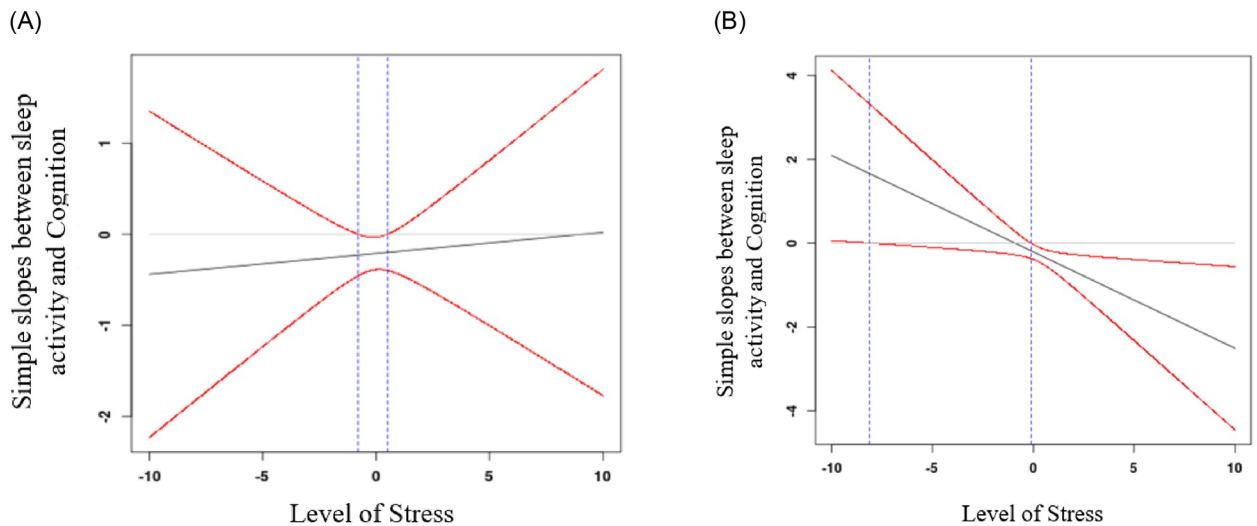 (A)
Simple slopes between sleep
activity and Cognition
1
0
-1
-2
-10
-5
0
5
10
Level of Stress
(B)
Simple slopes between sleep
activity and Cognition
4
2
0
-2
-4
-10
-5
0
5
10
Level of Stress